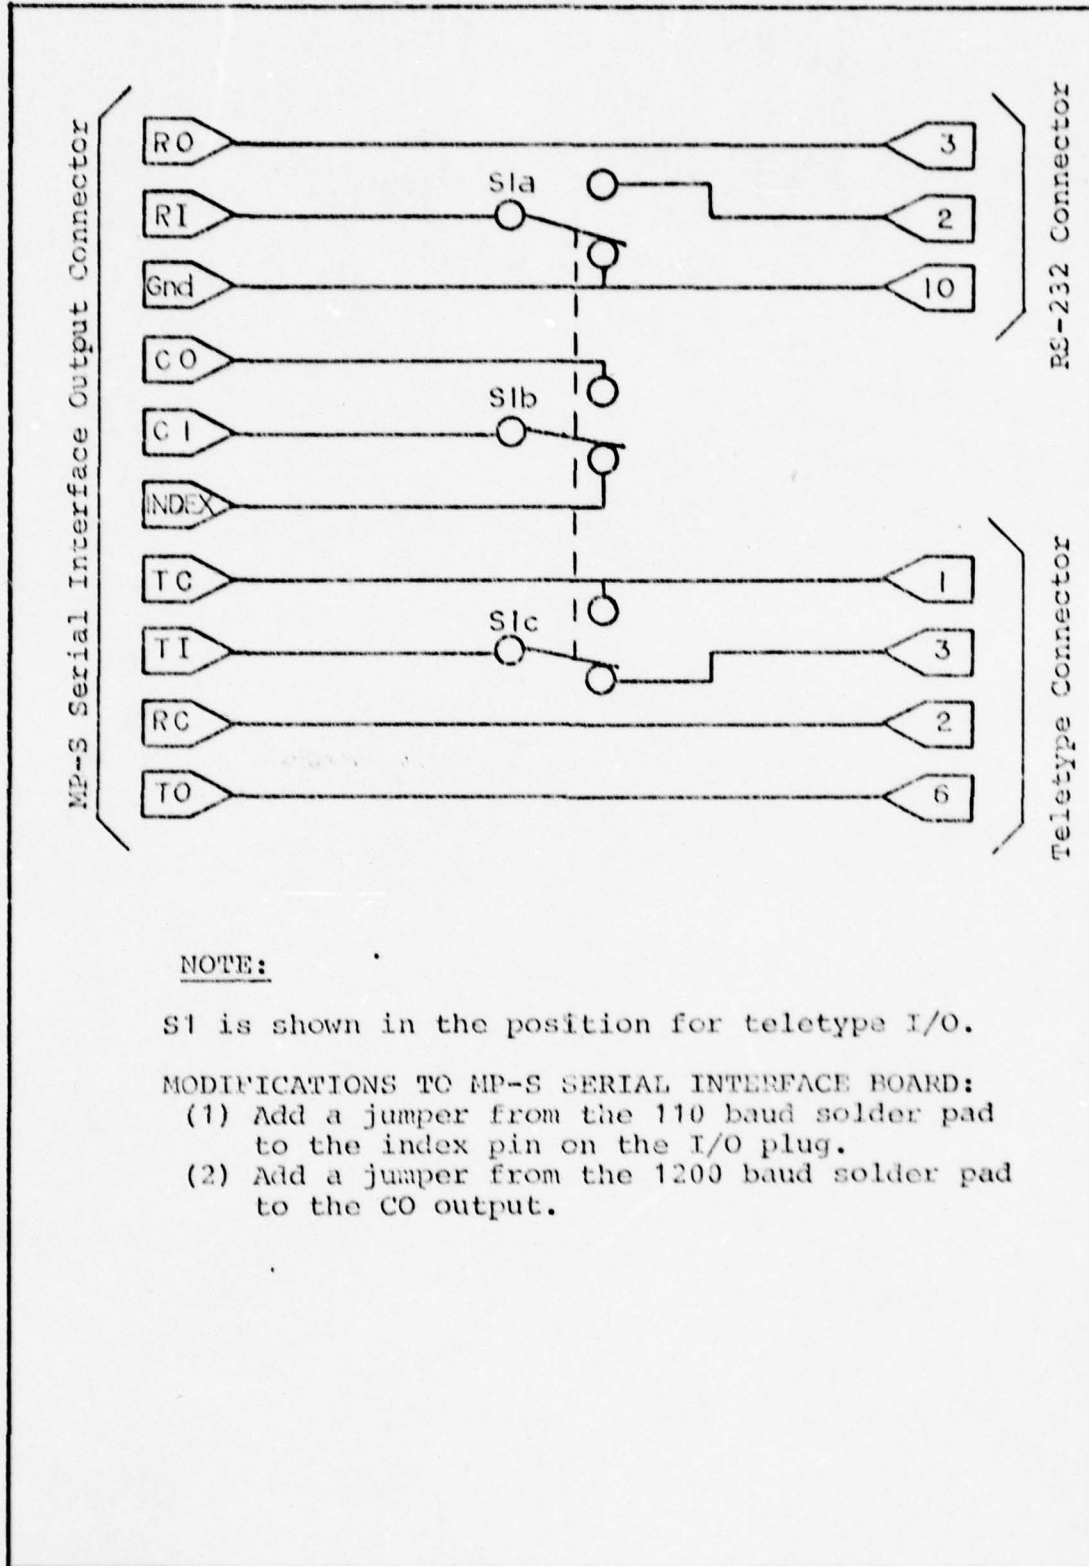 MP-S Serial Interface Output Connector
RS-232 Connector
Teletype Connector
RO 3
S1a
RI 2
Gnd 10
CO
S1b
CI
INDEX
TC 1
S1c
TI 3
RC 2
TO 6
NOTE:
S1 is shown in the position for teletype I/O.
MODIFICATIONS TO MP-S SERIAL INTERFACE BOARD:
(1) Add a jumper from the 110 baud solder pad
to the index pin on the I/O plug.
(2) Add a jumper from the 1200 baud solder pad
to the CO output.